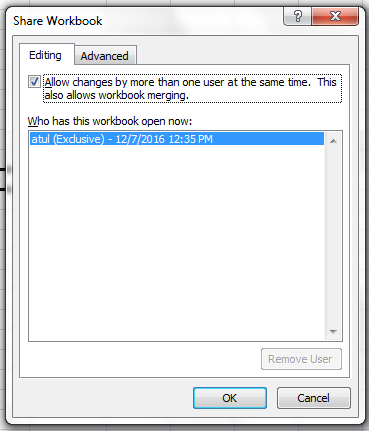 Share Workbook
Editing
Advanced
Allow changes by more than one user at the same time. This
also allows workbook merging.
Who has this workbook open now:
atul (Exclusive) - 12/7/2016 12:35 PM
Remove User
OK
Cancel